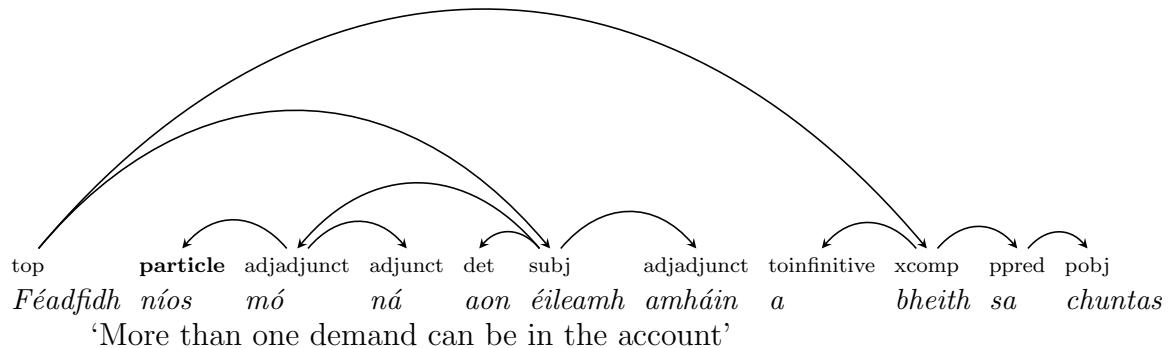 top particle adjadjunct adjunct det subj adjadjunct toinfinitive xcomp ppred pobj
Féadfidh níos mó ná aon éileamh amháin a bheith sa chuntas
‘More than one demand can be in the account’